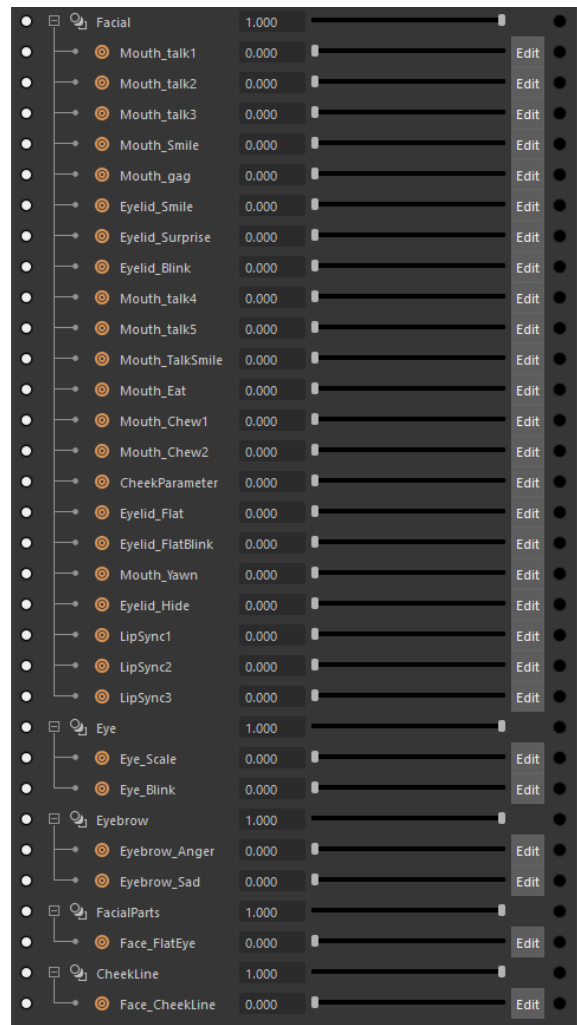 Facial 1.000
Mouth_talk1 0.000 Edit
Mouth_talk2 0.000 Edit
Mouth_talk3 0.000 Edit
Mouth_Smile 0.000 Edit
Mouth_gag 0.000 Edit
Eyelid_Smile 0.000 Edit
Eyelid_Surprise 0.000 Edit
Eyelid_Blink 0.000 Edit
Mouth_talk4 0.000 Edit
Mouth_talk5 0.000 Edit
Mouth_TalkSmile 0.000 Edit
Mouth_Eat 0.000 Edit
Mouth_Chew1 0.000 Edit
Mouth_Chew2 0.000 Edit
CheekParameter 0.000 Edit
Eyelid_Flat 0.000 Edit
Eyelid_FlatBlink 0.000 Edit
Mouth_Yawn 0.000 Edit
Eyelid_Hide 0.000 Edit
LipSync1 0.000 Edit
LipSync2 0.000 Edit
LipSync3 0.000 Edit
Eye 1.000
Eye_Scale 0.000 Edit
Eye_Blink 0.000 Edit
Eyebrow 1.000
Eyebrow_Anger 0.000 Edit
Eyebrow_Sad 0.000 Edit
FacialParts 1.000
Face_FlatEye 0.000 Edit
CheekLine 1.000
Face_CheekLine 0.000 Edit